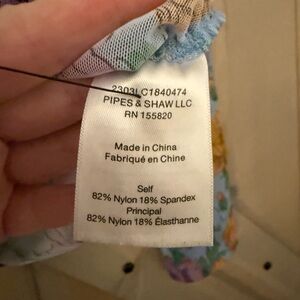 2303LC1840474
PIPES & SHAW LLC
RN 155820
Made in China
Fabriqué en Chine
Self
82% Nylon 18% Spandex
Principal
82% Nylon 18% Élasthanne